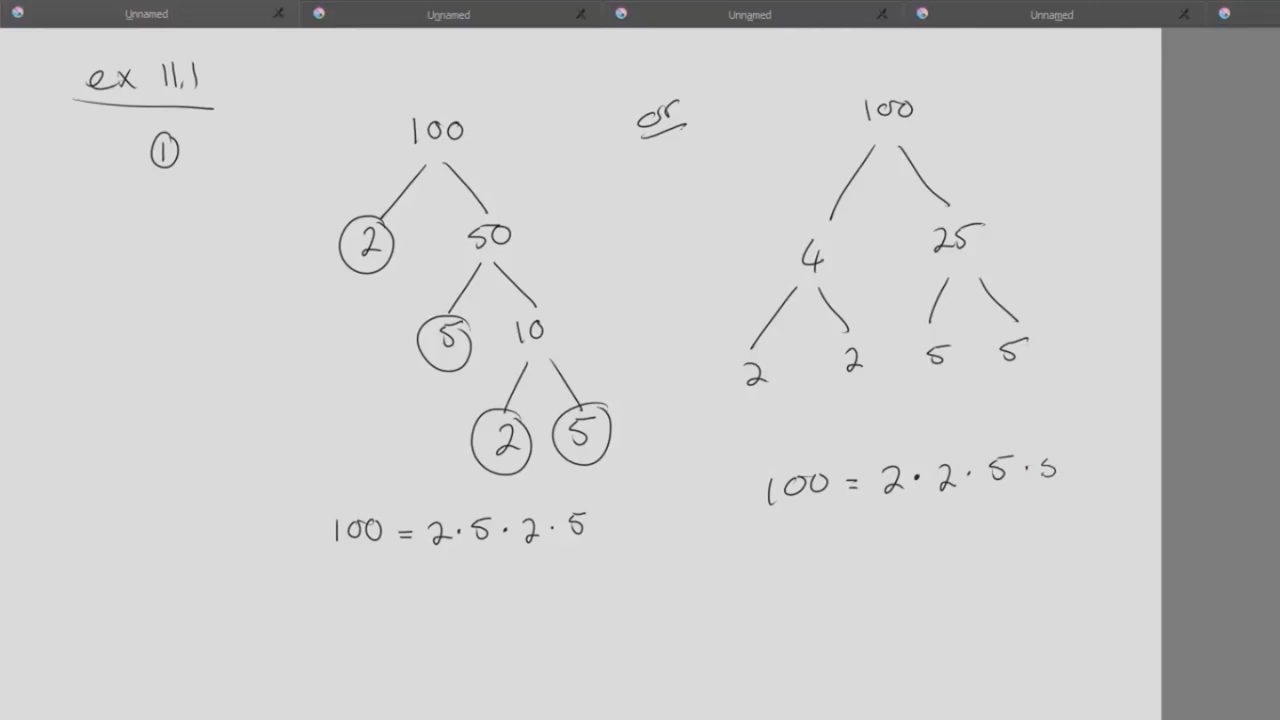 Unnamed Unnamed Unnamed Unnamed
ex 11.1
①
100
2 50
5 10
2 5
100 = 2 · 5 · 2 · 5
or
100
4 25
2 2 5 5
100 = 2 · 2 · 5 · 5